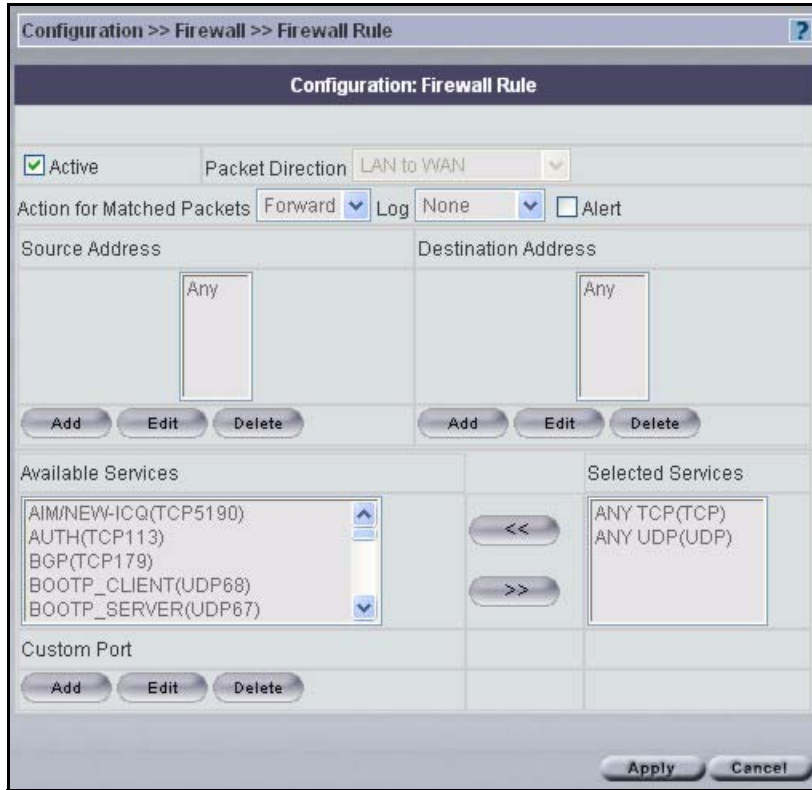 Configuration >> Firewall >> Firewall Rule ?
Configuration: Firewall Rule
Active Packet Direction LAN to WAN
Action for Matched Packets Forward Log None Alert
Source Address Destination Address
Any Any
Add Edit Delete Add Edit Delete
Available Services Selected Services
AIM/NEW-ICQ(TCP5190)
AUTH(TCP113)
BGP(TCP179)
BOOTP_CLIENT(UDP68)
BOOTP_SERVER(UDP67)
<<
>>
ANY TCP(TCP)
ANY UDP(UDP)
Custom Port
Add Edit Delete
Apply Cancel